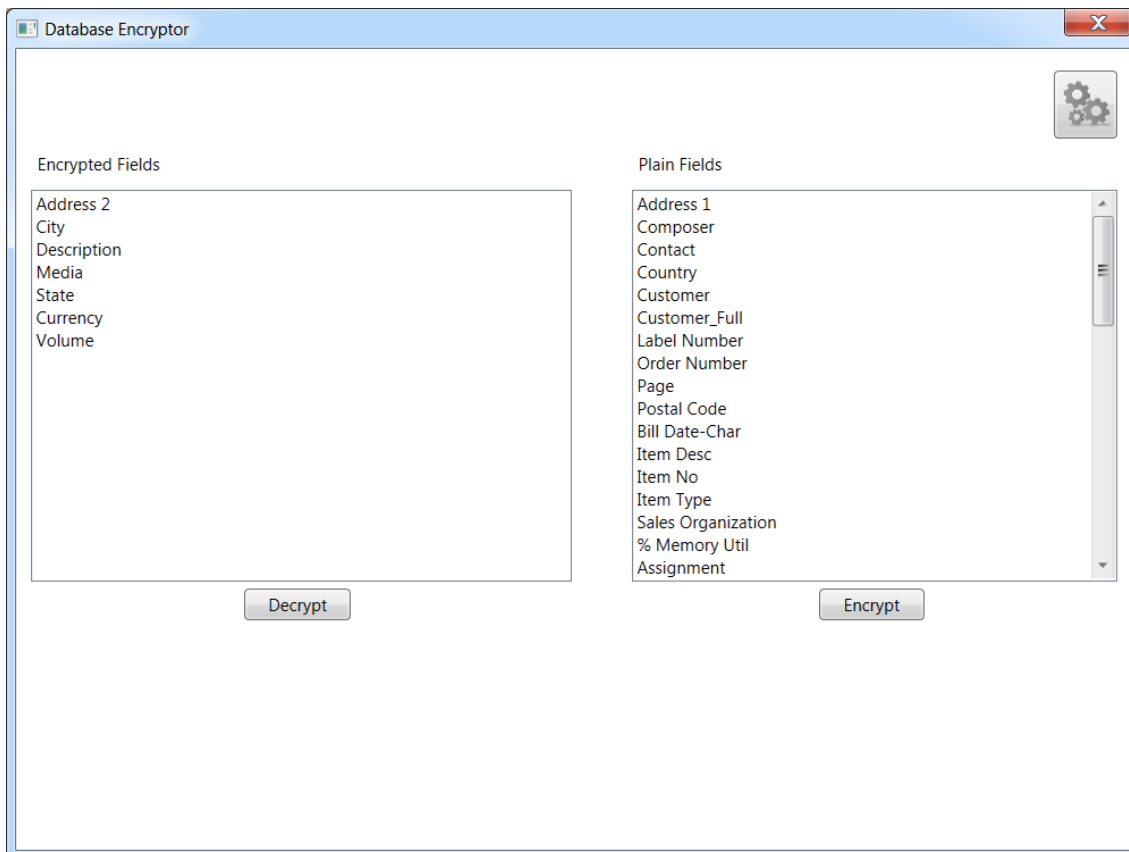 Database Encryptor
Encrypted Fields
Address 2
City
Description
Media
State
Currency
Volume
Decrypt
Plain Fields
Address 1
Composer
Contact
Country
Customer
Customer_Full
Label Number
Order Number
Page
Postal Code
Bill Date-Char
Item Desc
Item No
Item Type
Sales Organization
% Memory Util
Assignment
Encrypt